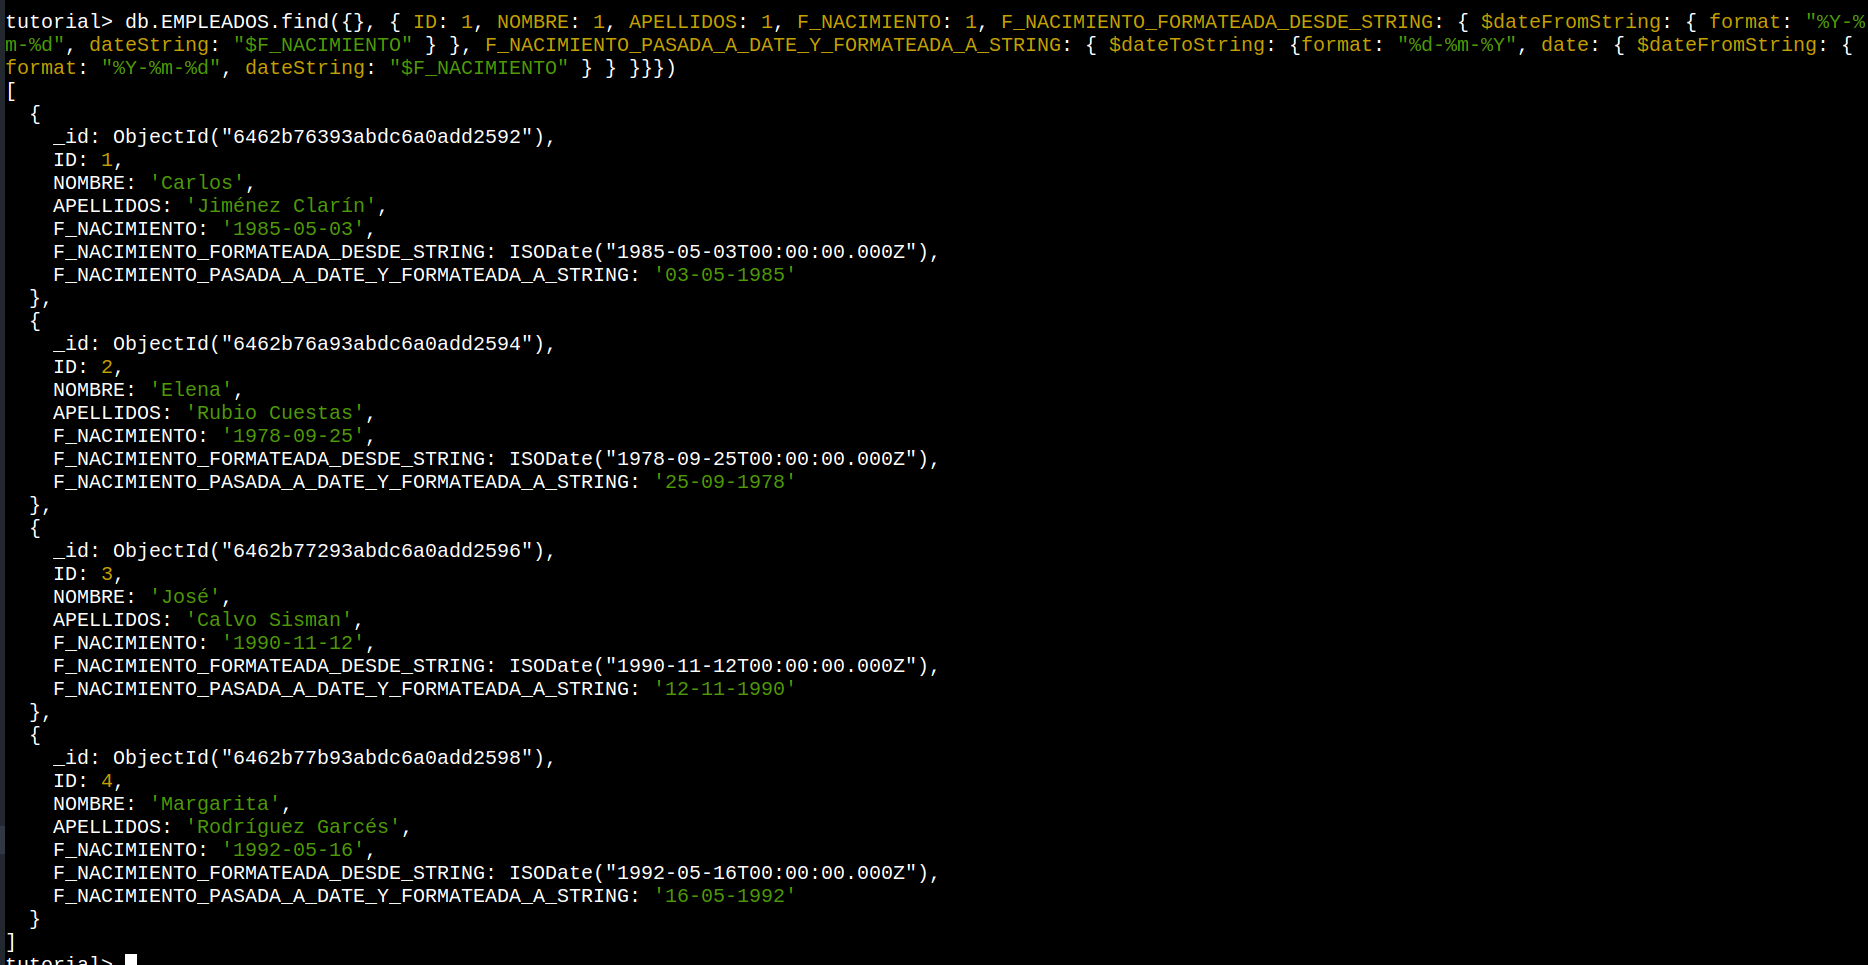 tutorial> db.EMPLEADOS.find({}, { ID: 1, NOMBRE: 1, APELLIDOS: 1, F_NACIMIENTO: 1, F_NACIMIENTO_FORMATEADA_DESDE_STRING: { $dateFromString: { format: "%Y-%
m-%d", dateString: "$F_NACIMIENTO" } }, F_NACIMIENTO_PASADA_A_DATE_Y_FORMATEADA_A_STRING: { $dateToString: {format: "%d-%m-%Y", date: { $dateFromString: {
format: "%Y-%m-%d", dateString: "$F_NACIMIENTO" } } }}})
[
  {
    _id: ObjectId("6462b76393abdc6a0add2592"),
    ID: 1,
    NOMBRE: 'Carlos',
    APELLIDOS: 'Jiménez Clarín',
    F_NACIMIENTO: '1985-05-03',
    F_NACIMIENTO_FORMATEADA_DESDE_STRING: ISODate("1985-05-03T00:00:00.000Z"),
    F_NACIMIENTO_PASADA_A_DATE_Y_FORMATEADA_A_STRING: '03-05-1985'
  },
  {
    _id: ObjectId("6462b76a93abdc6a0add2594"),
    ID: 2,
    NOMBRE: 'Elena',
    APELLIDOS: 'Rubio Cuestas',
    F_NACIMIENTO: '1978-09-25',
    F_NACIMIENTO_FORMATEADA_DESDE_STRING: ISODate("1978-09-25T00:00:00.000Z"),
    F_NACIMIENTO_PASADA_A_DATE_Y_FORMATEADA_A_STRING: '25-09-1978'
  },
  {
    _id: ObjectId("6462b77293abdc6a0add2596"),
    ID: 3,
    NOMBRE: 'José',
    APELLIDOS: 'Calvo Sisman',
    F_NACIMIENTO: '1990-11-12',
    F_NACIMIENTO_FORMATEADA_DESDE_STRING: ISODate("1990-11-12T00:00:00.000Z"),
    F_NACIMIENTO_PASADA_A_DATE_Y_FORMATEADA_A_STRING: '12-11-1990'
  },
  {
    _id: ObjectId("6462b77b93abdc6a0add2598"),
    ID: 4,
    NOMBRE: 'Margarita',
    APELLIDOS: 'Rodríguez Garcés',
    F_NACIMIENTO: '1992-05-16',
    F_NACIMIENTO_FORMATEADA_DESDE_STRING: ISODate("1992-05-16T00:00:00.000Z"),
    F_NACIMIENTO_PASADA_A_DATE_Y_FORMATEADA_A_STRING: '16-05-1992'
  }
]
tutorial>